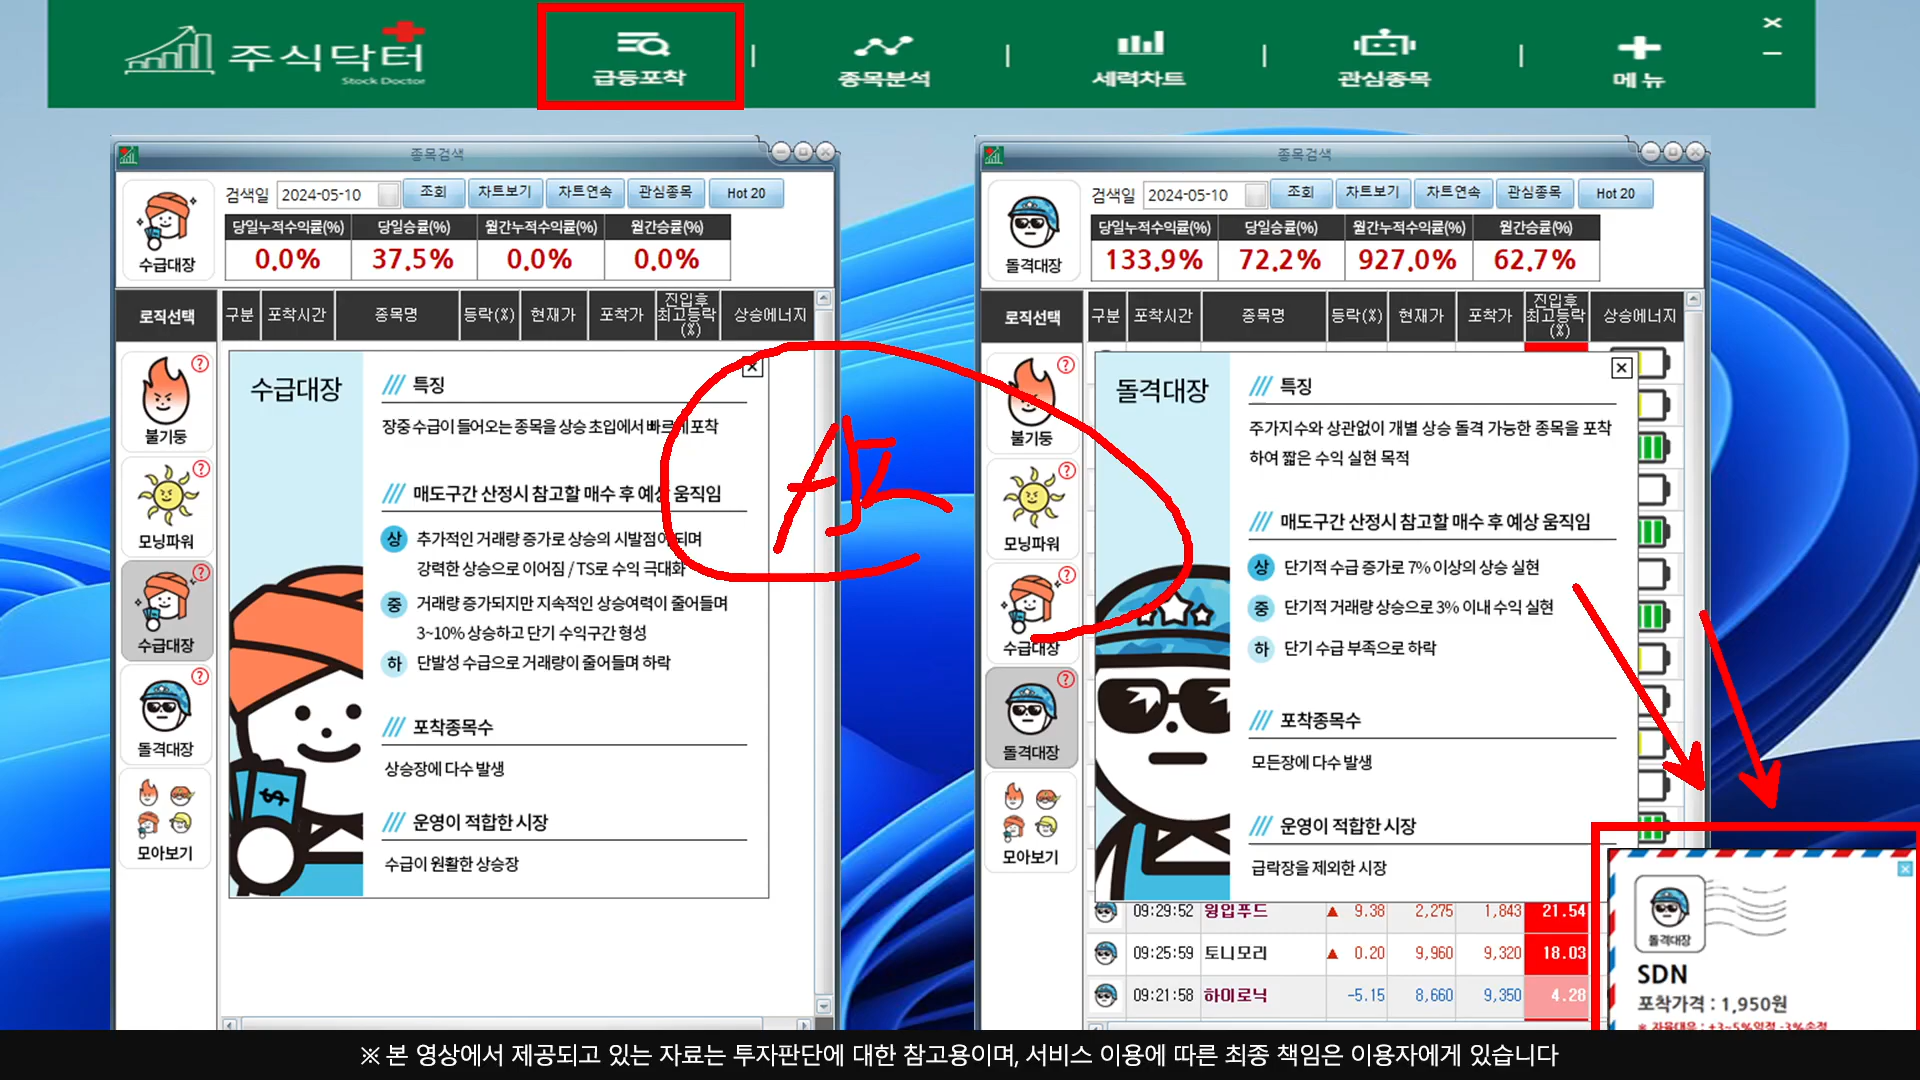 주식닥터
Stock Doctor
급등포착
종목분석
세력차트
관심종목
메뉴
종목검색
수급대장
검색일 2024-05-10 조회 차트보기 차트연속 관심종목 Hot 20
당일누적수익률(%) 당일승률(%) 월간누적수익률(%) 월간승률(%)
0.0% 37.5% 0.0% 0.0%
로직선택 구분 포착시간 종목명 등락(%) 현재가 포착가 진입후 최고등락 (%) 상승에너지
불기둥
모닝파워
수급대장
돌격대장
모아보기
수급대장
/// 특징
장중 수급이 들어오는 종목을 상승 초입에서 빠르게 포착
/// 매도구간 산정시 참고할 매수 후 예상 움직임
상 추가적인 거래량 증가로 상승의 시발점이 되며
강력한 상승으로 이어짐 / TS로 수익 극대화
중 거래량 증가되지만 지속적인 상승여력이 줄어들며
3~10% 상승하고 단기 수익구간 형성
하 단발성 수급으로 거래량이 줄어들며 하락
/// 포착종목수
상승장에 다수 발생
/// 운영이 적합한 시장
수급이 원활한 상승장
종목검색
돌격대장
검색일 2024-05-10 조회 차트보기 차트연속 관심종목 Hot 20
당일누적수익률(%) 당일승률(%) 월간누적수익률(%) 월간승률(%)
133.9% 72.2% 927.0% 62.7%
로직선택 구분 포착시간 종목명 등락(%) 현재가 포착가 진입후 최고등락 (%) 상승에너지
불기둥
모닝파워
수급대장
돌격대장
모아보기
돌격대장
/// 특징
주가지수와 상관없이 개별 상승 돌격 가능한 종목을 포착
하여 짧은 수익 실현 목적
/// 매도구간 산정시 참고할 매수 후 예상 움직임
상 단기적 수급 증가로 7% 이상의 상승 실현
중 단기적 거래량 상승으로 3% 이내 수익 실현
하 단기 수급 부족으로 하락
/// 포착종목수
모든장에 다수 발생
/// 운영이 적합한 시장
급락장을 제외한 시장
09:29:52 윙입푸드 ▲ 9.38 2,275 1,843 21.54
09:25:59 토니모리 ▲ 0.20 9,960 9,320 18.03
09:21:58 하이로닉 -5.15 8,660 9,350 4.28
돌격대장
SDN
포착가격 : 1,950원
※ 본 영상에서 제공되고 있는 자료는 투자판단에 대한 참고용이며, 서비스 이용에 따른 최종 책임은 이용자에게 있습니다